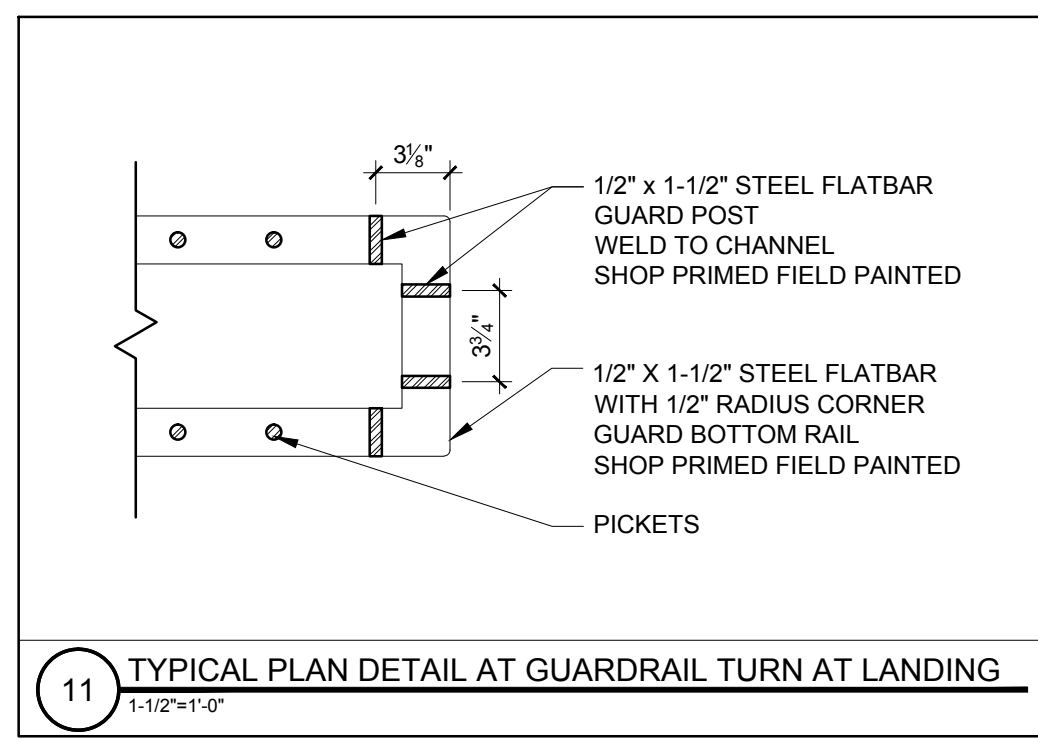 3⅛"
1/2" x 1-1/2" STEEL FLATBAR
GUARD POST
WELD TO CHANNEL
SHOP PRIMED FIELD PAINTED
3¾"
1/2" X 1-1/2" STEEL FLATBAR
WITH 1/2" RADIUS CORNER
GUARD BOTTOM RAIL
SHOP PRIMED FIELD PAINTED
PICKETS
11
TYPICAL PLAN DETAIL AT GUARDRAIL TURN AT LANDING
1-1/2"=1'-0"